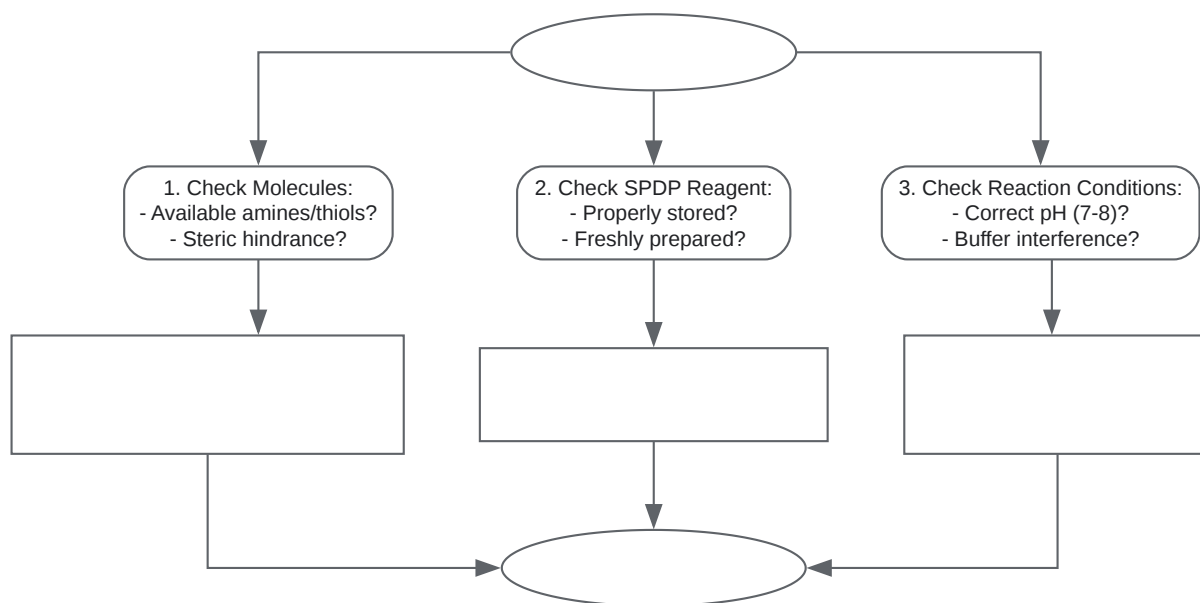 1. Check Molecules:
- Available amines/thiols?
- Steric hindrance?
2. Check SPDP Reagent:
- Properly stored?
- Freshly prepared?
3. Check Reaction Conditions:
- Correct pH (7-8)?
- Buffer interference?